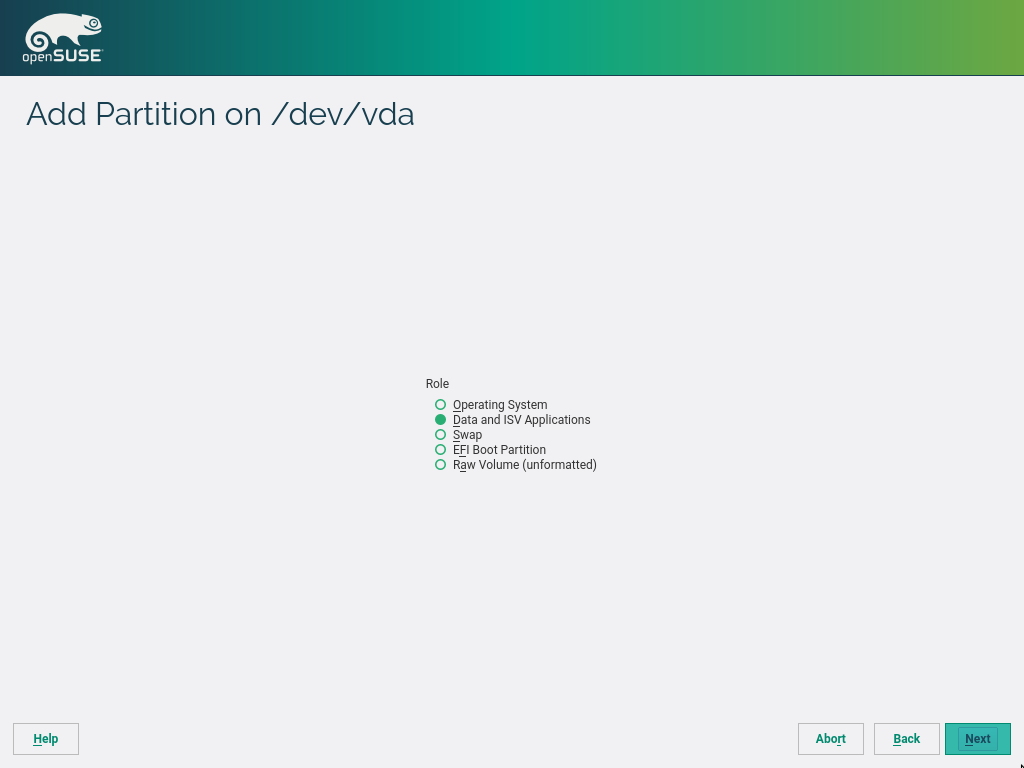 openSUSE
Add Partition on /dev/vda
Role
Operating System
Data and ISV Applications
Swap
EFI Boot Partition
Raw Volume (unformatted)
Help
Abort
Back
Next